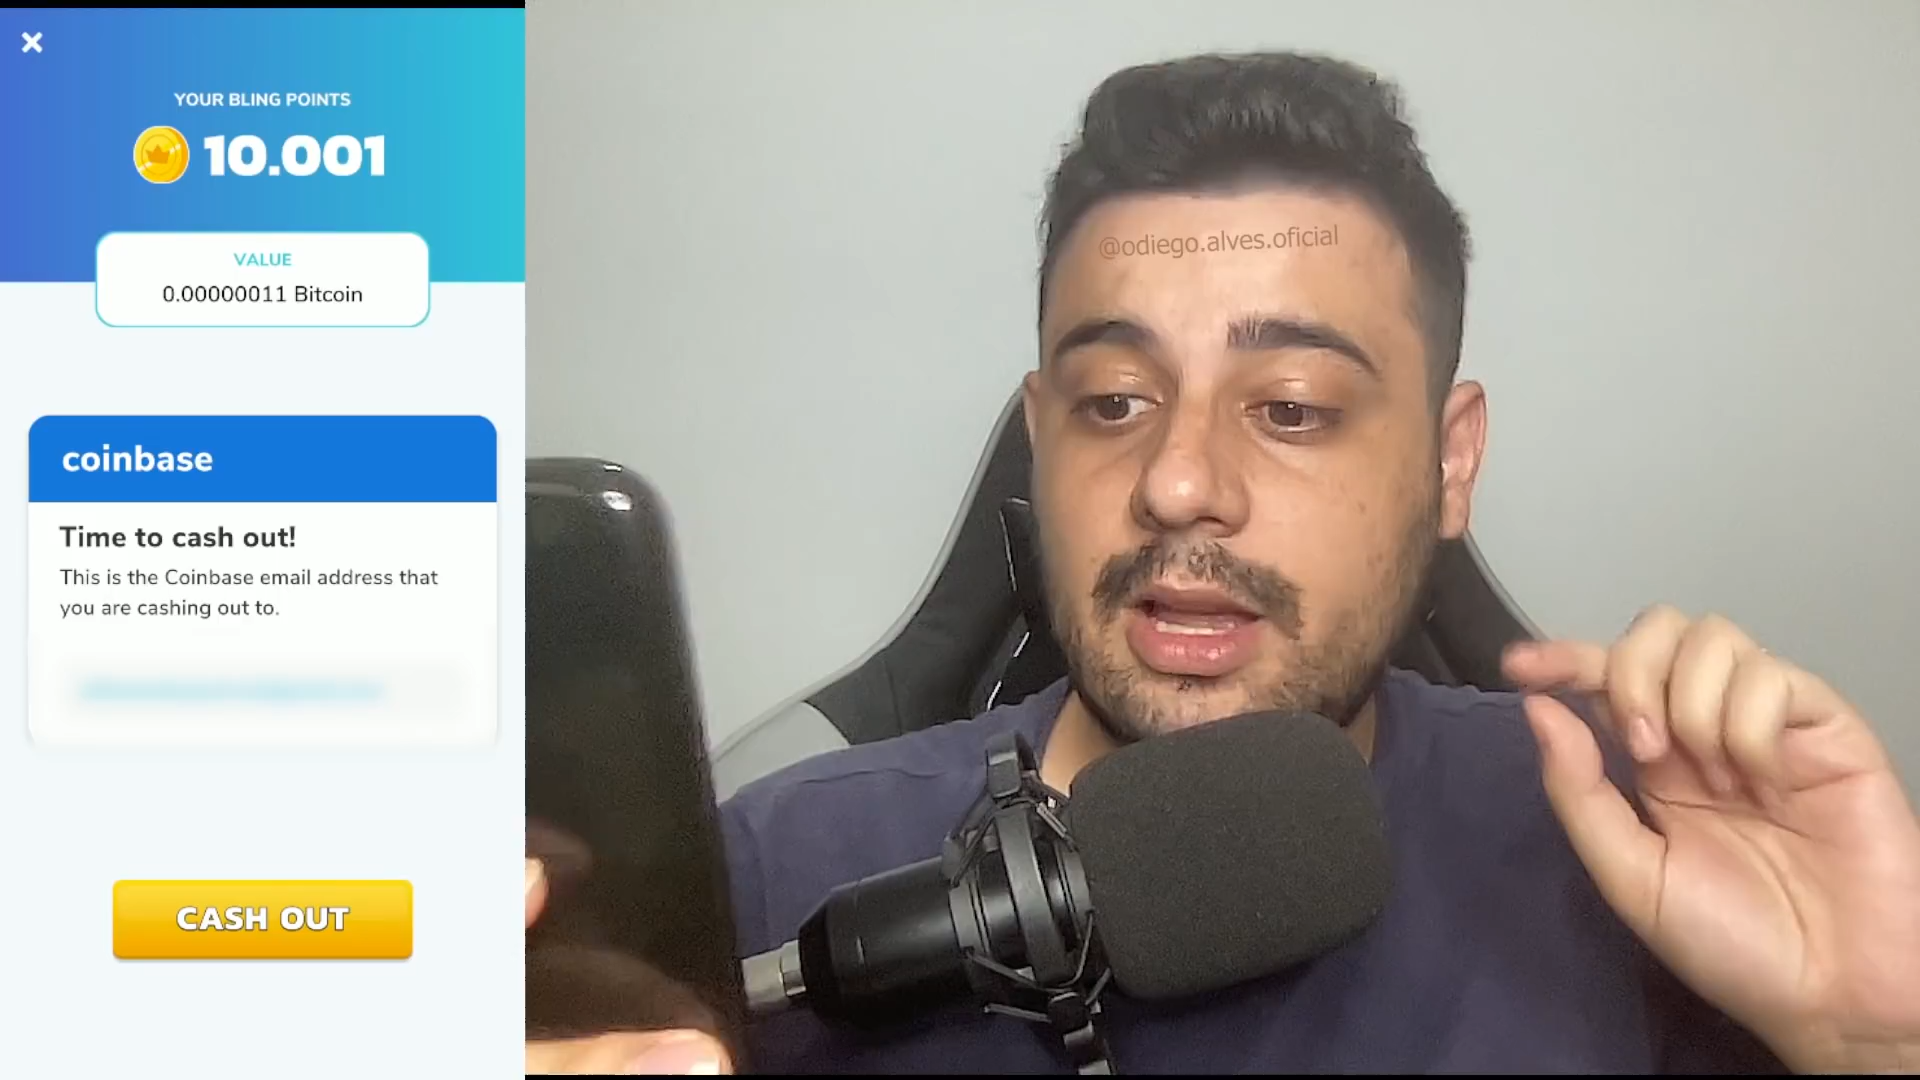 YOUR BLING POINTS
10.001
VALUE
0.00000011 Bitcoin
coinbase
Time to cash out!
This is the Coinbase email address that
you are cashing out to.
CASH OUT
@odiego.alves.oficial